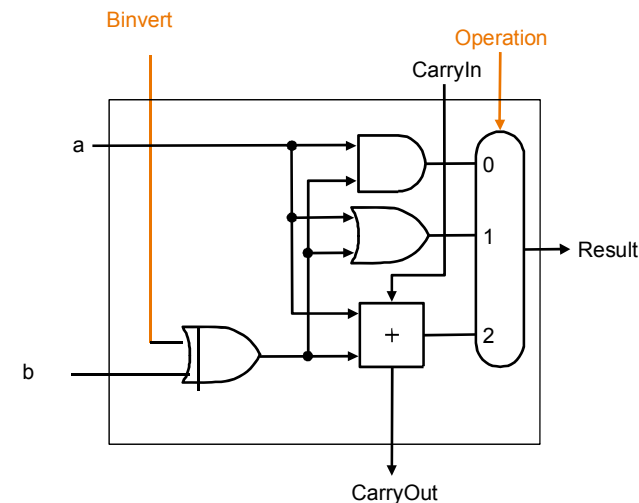 Binvert
Operation
CarryIn
a
0
1
Result
+
2
b
CarryOut